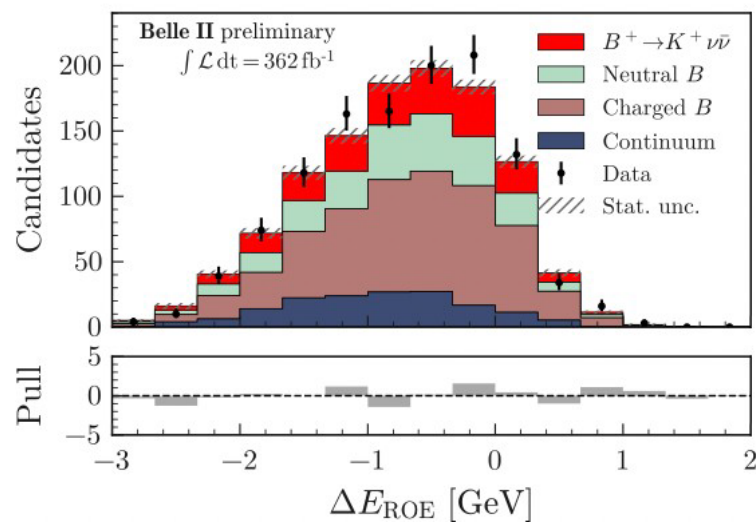 Belle II preliminary
∫ℒ dt = 362 fb⁻¹
B⁺→K⁺νν̄
Neutral B
Charged B
Continuum
Data
Stat. unc.
Candidates
200
150
100
50
0
Pull
5
0
−5
−3 −2 −1 0 1 2
ΔE_ROE [GeV]